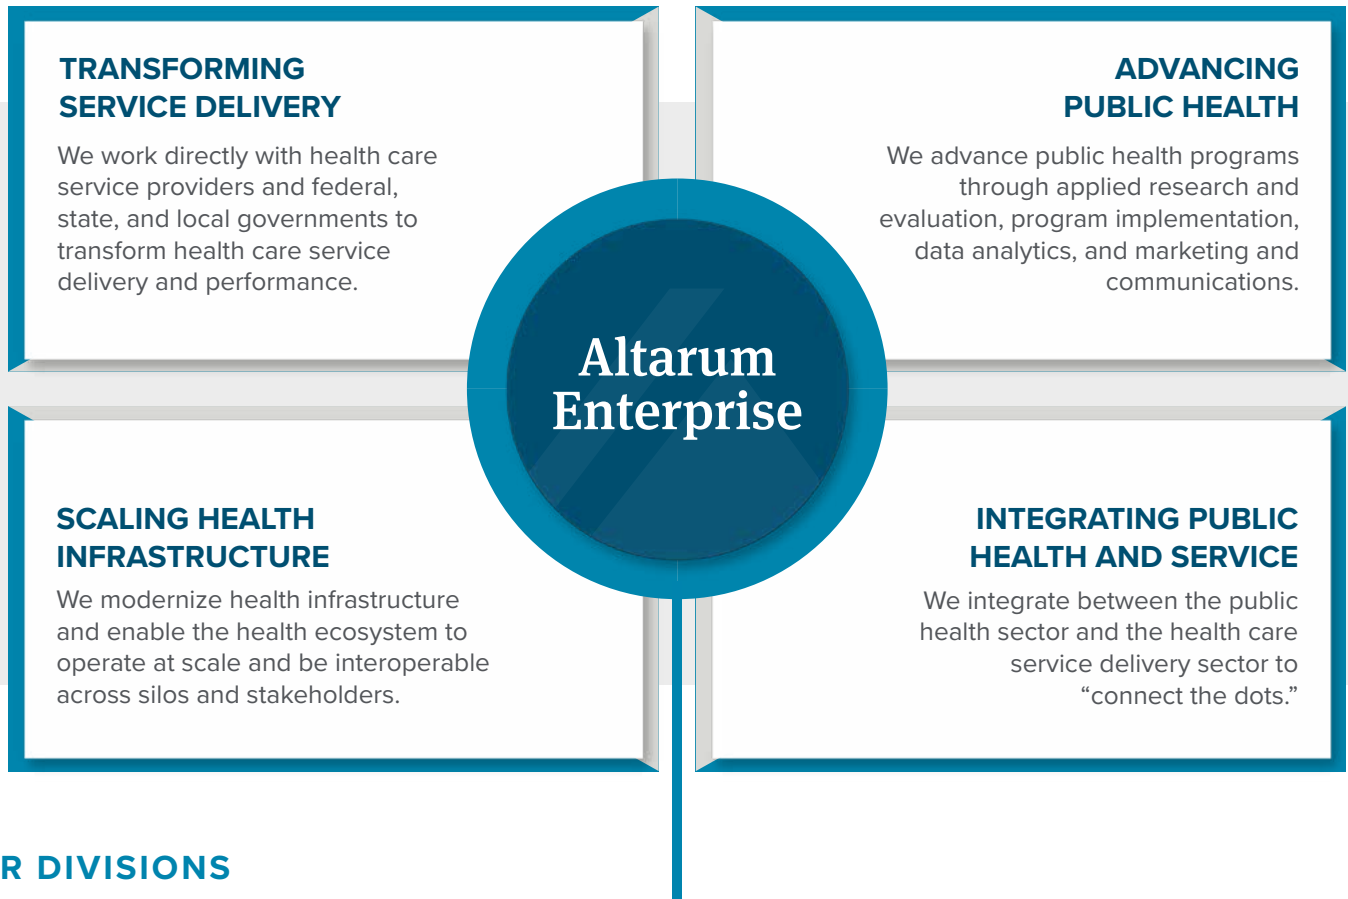 TRANSFORMING
SERVICE DELIVERY
We work directly with health care
service providers and federal,
state, and local governments to
transform health care service
delivery and performance.
ADVANCING
PUBLIC HEALTH
We advance public health programs
through applied research and
evaluation, program implementation,
data analytics, and marketing and
communications.
Altarum
Enterprise
SCALING HEALTH
INFRASTRUCTURE
We modernize health infrastructure
and enable the health ecosystem to
operate at scale and be interoperable
across silos and stakeholders.
INTEGRATING PUBLIC
HEALTH AND SERVICE
We integrate between the public
health sector and the health care
service delivery sector to
“connect the dots.”
R DIVISIONS